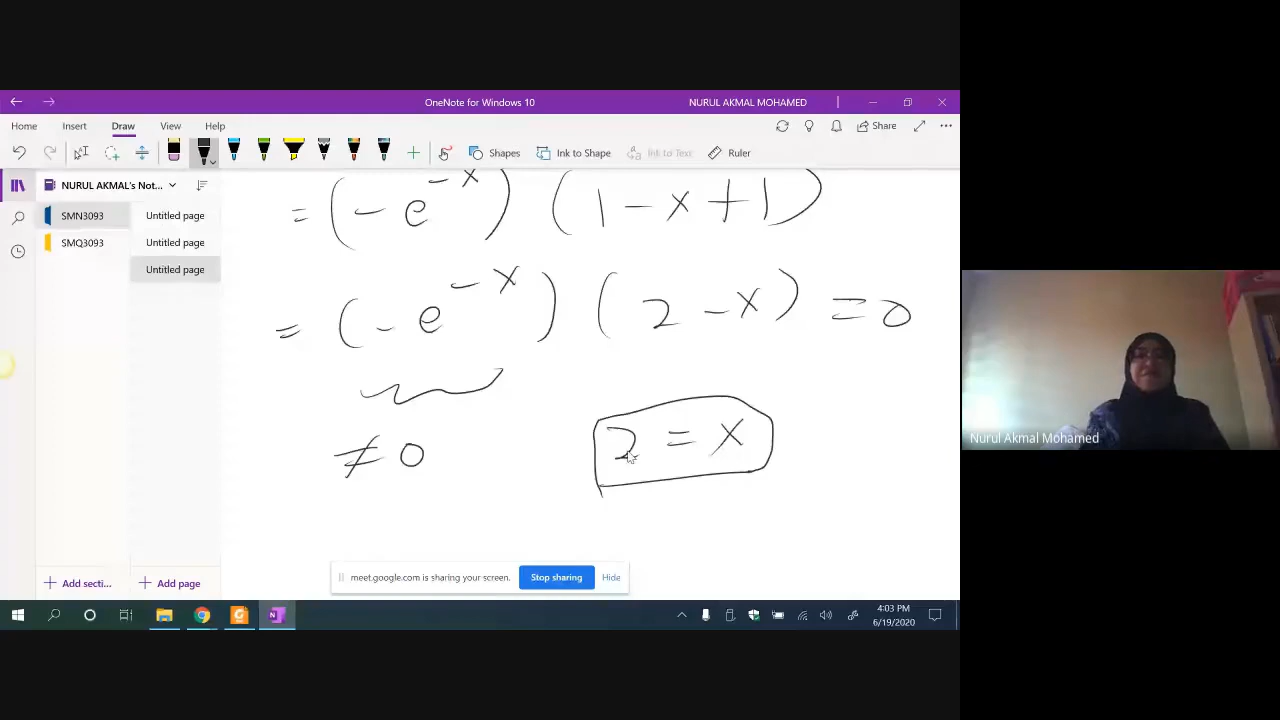 OneNote for Windows 10 NURUL AKMAL MOHAMED
Home Insert Draw View Help Share
Shapes Ink to Shape Ink to Text Ruler
NURUL AKMAL's Not...
SMN3093 Untitled page
SMQ3093 Untitled page
Untitled page
= (-e^{-x}) (1-x+1)
= (-e^{-x}) (2-x) = 0
≠ 0
2 = x
Nurul Akmal Mohamed
meet.google.com is sharing your screen. Stop sharing Hide
Add secti... Add page
4:03 PM
6/19/2020